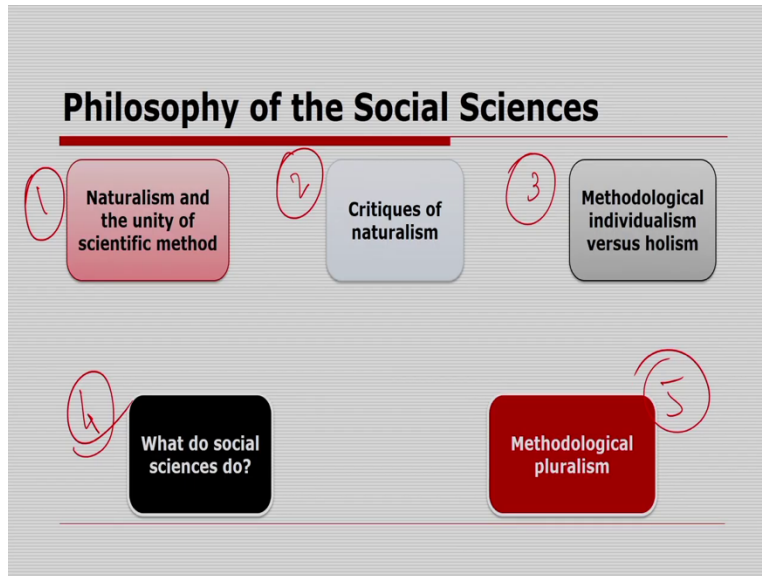 Philosophy of the Social Sciences
1
Naturalism and
the unity of
scientific method
2
Critiques of
naturalism
3
Methodological
individualism
versus holism
4
What do social
sciences do?
5
Methodological
pluralism